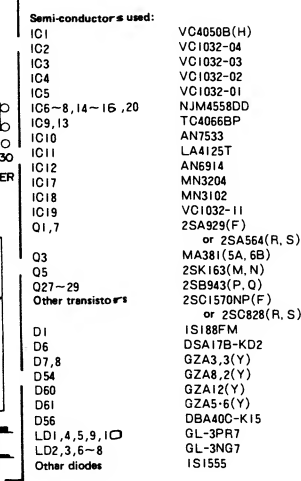 Semi-conductors used:
IC1 VC4050B(H)
IC2 VC1032-04
IC3 VC1032-03
IC4 VC1032-02
IC5 VC1032-01
IC6~8,14~16,20 NJM4558DD
IC9,13 TC4066BP
IC10 AN7533
IC11 LA4125T
IC12 AN6914
IC17 MN3204
IC18 MN3102
IC19 VC1032-11
Q1,7 2SA929(F)
or 2SA564(R, S)
Q3 MA381(5A, 6B)
Q5 2SK163(M, N)
Q27~29 2SB943(P, Q)
Other transistors 2SC1570NP(F)
or 2SC828(R, S)
D1 1S188FM
D6 DSA17B-KD2
D7,8 GZA3,3(Y)
D54 GZA8,2(Y)
D60 GZA12(Y)
D61 GZA5·6(Y)
D56 DBA40C-K15
LD1,4,5,9,10 GL-3PR7
LD2,3,6~8 GL-3NG7
Other diodes 1S1555
30
ER